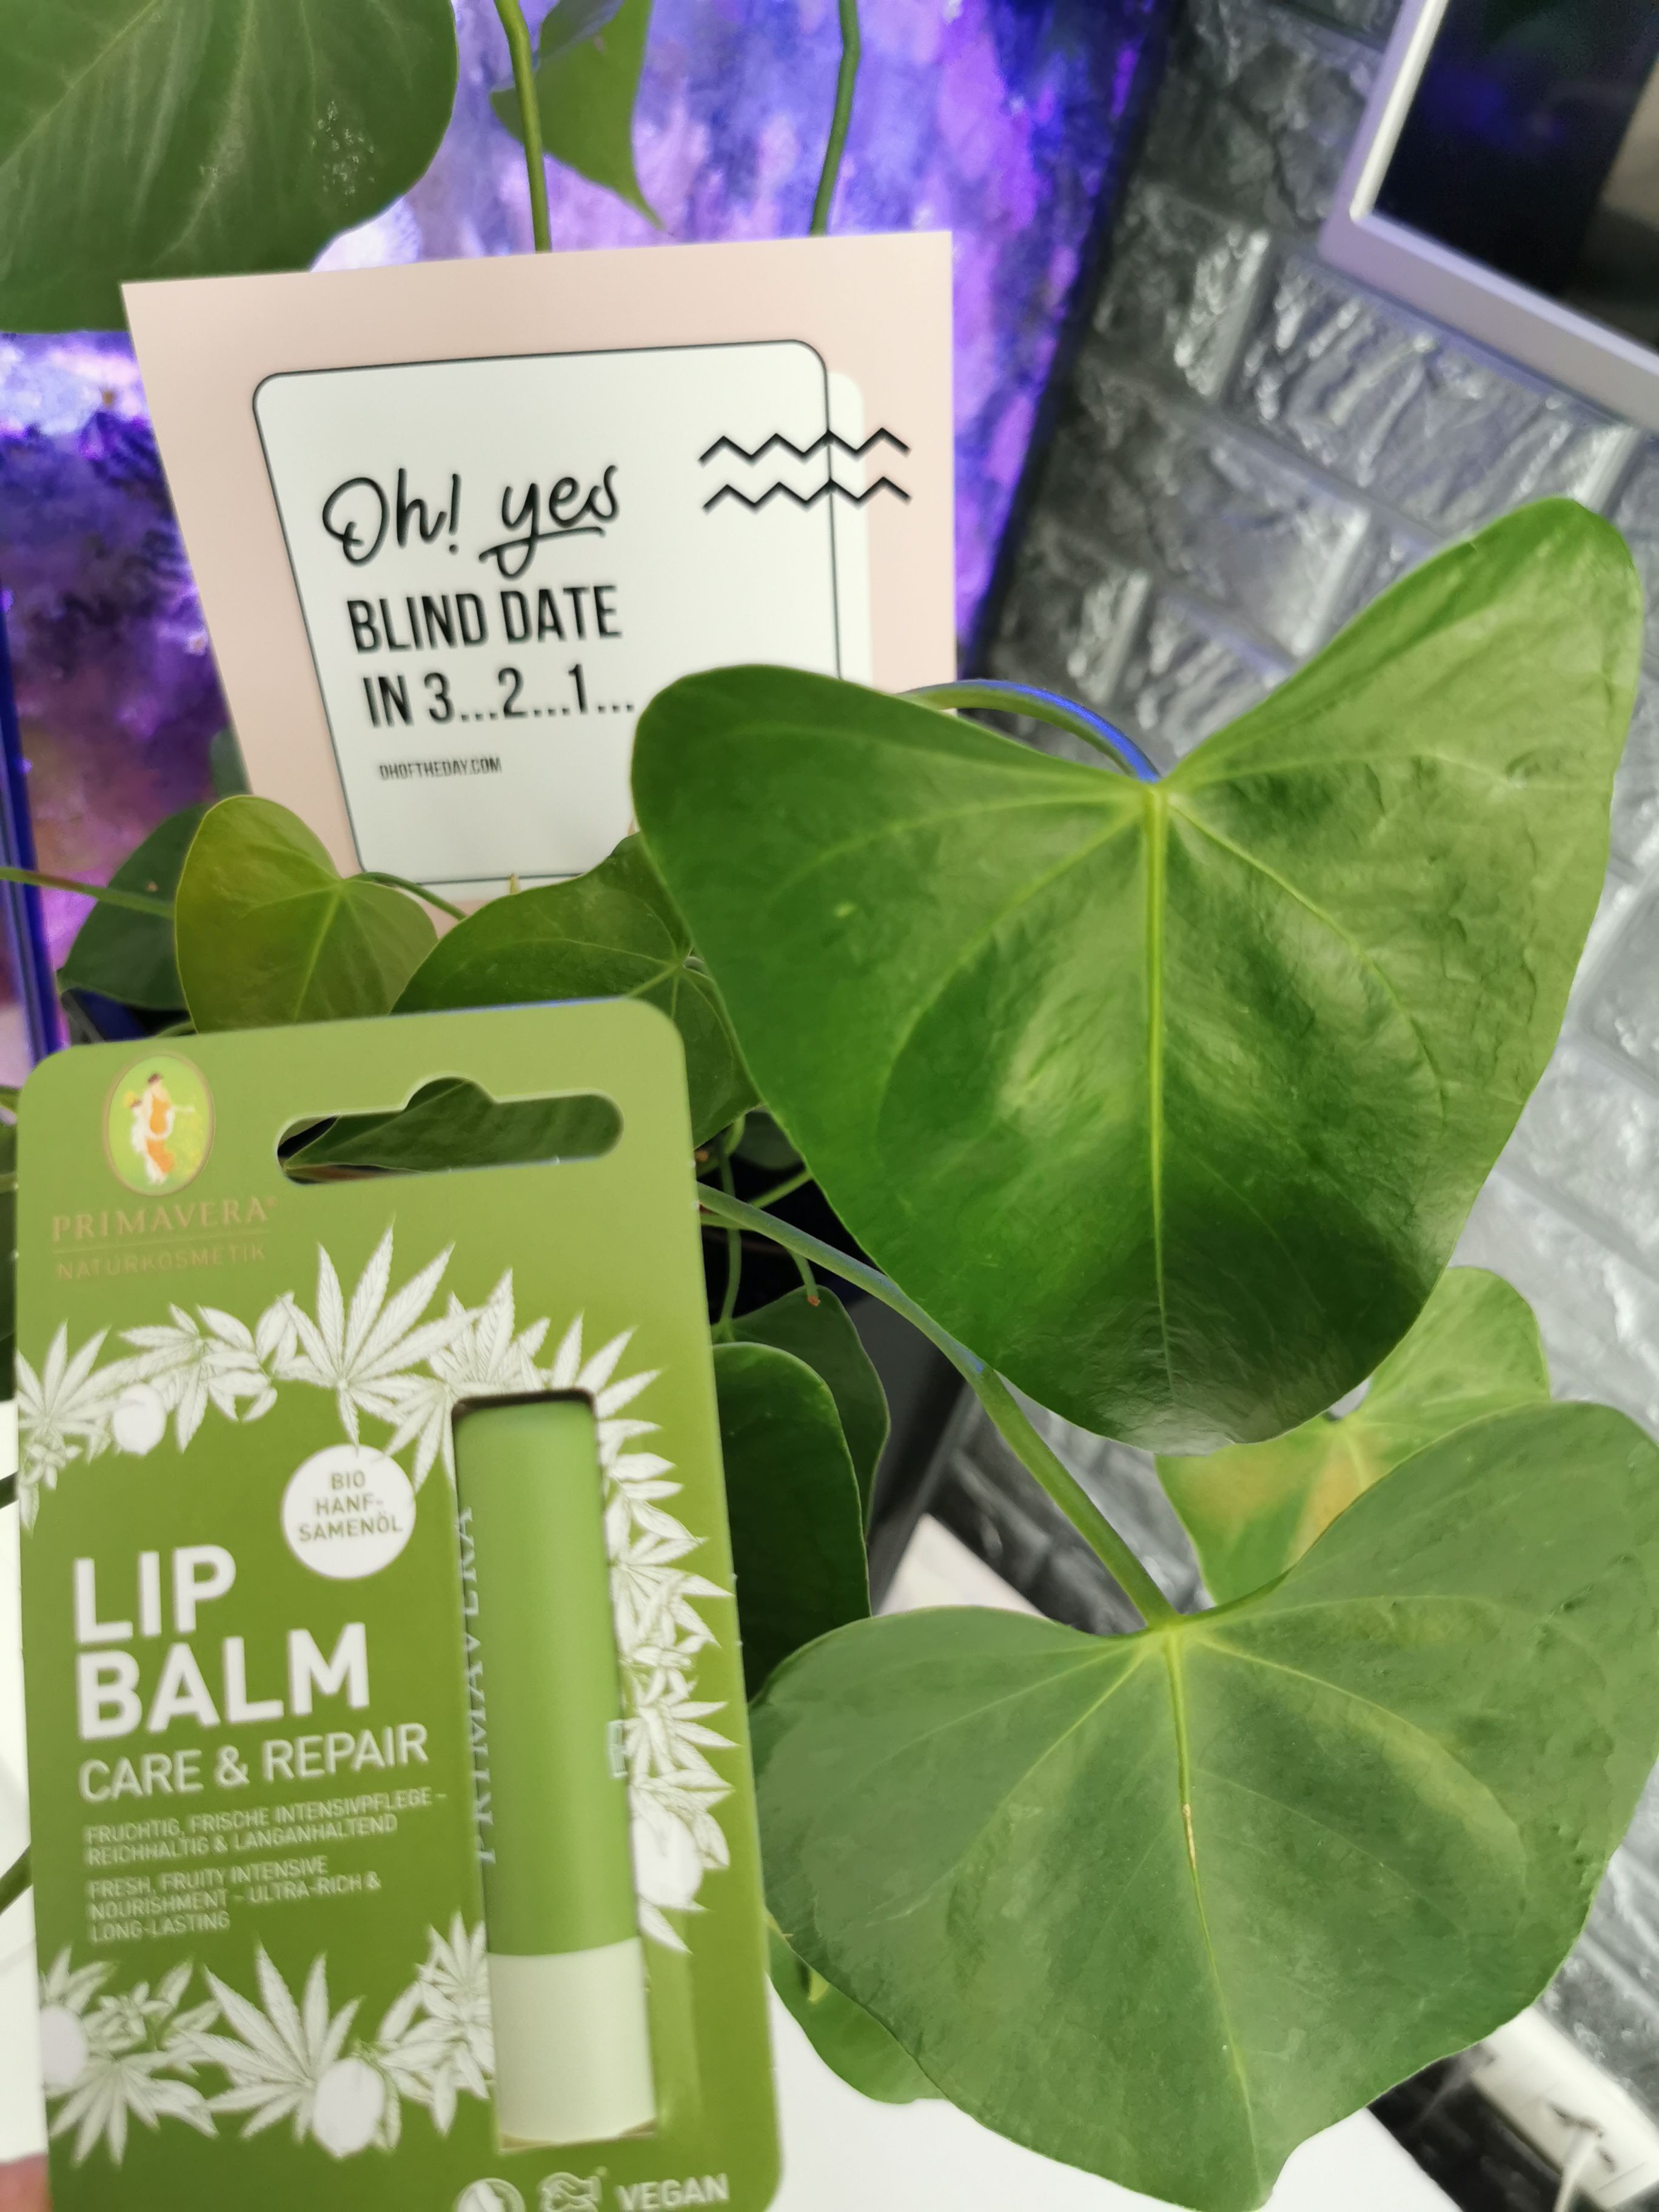 Oh! yes
BLIND DATE
IN 3...2...1...
OHOFTHEDAY.COM
PRIMAVERA®
NATURKOSMETIK
BIO
HANF-
SAMENÖL
LIP
BALM
CARE & REPAIR
FRUCHTIG, FRISCHE INTENSIVPFLEGE –
REICHHALTIG & LANGANHALTEND
FRESH, FRUITY INTENSIVE
NOURISHMENT – ULTRA-RICH &
LONG-LASTING
PRIMAVERA
VEGAN